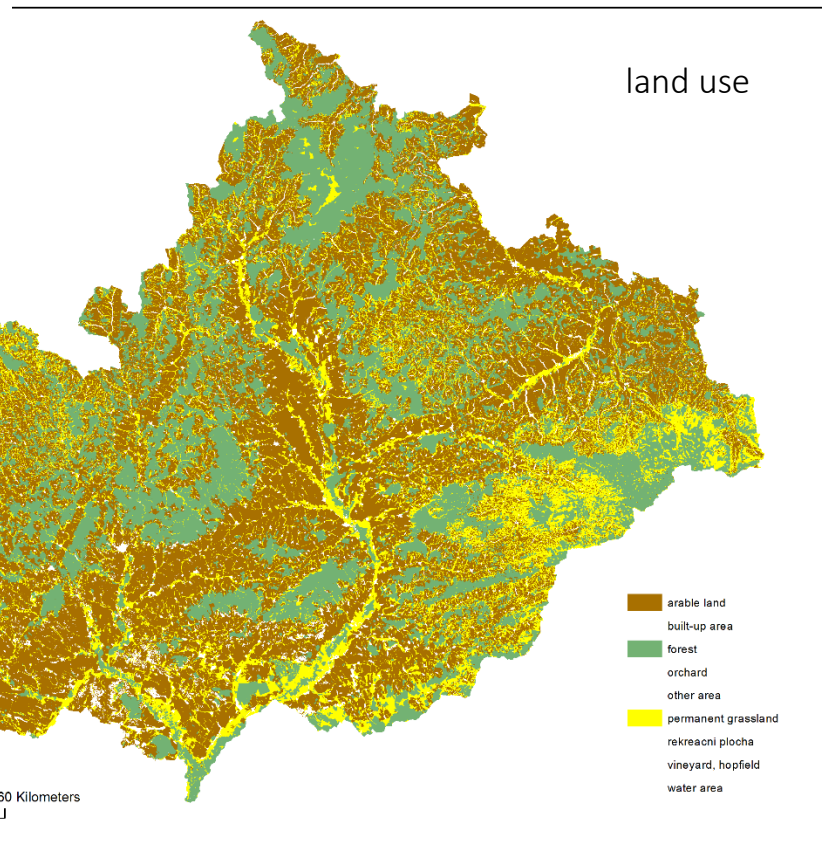 land use
arable land
built-up area
forest
orchard
other area
permanent grassland
rekreacni plocha
vineyard, hopfield
water area
60 Kilometers